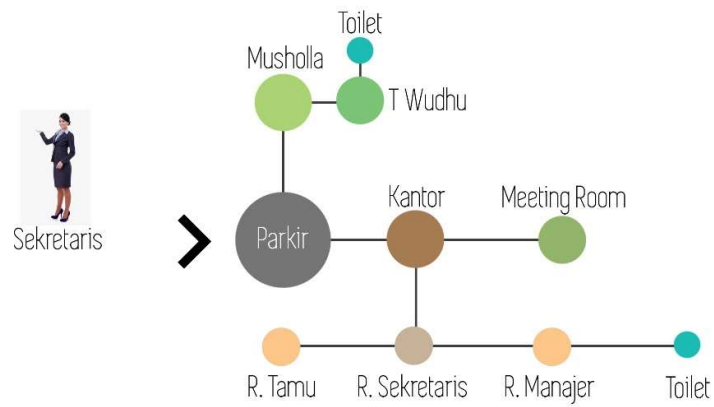 Toilet
Musholla
T Wudhu
Sekretaris
Parkir
Kantor
Meeting Room
R. Tamu
R. Sekretaris
R. Manajer
Toilet